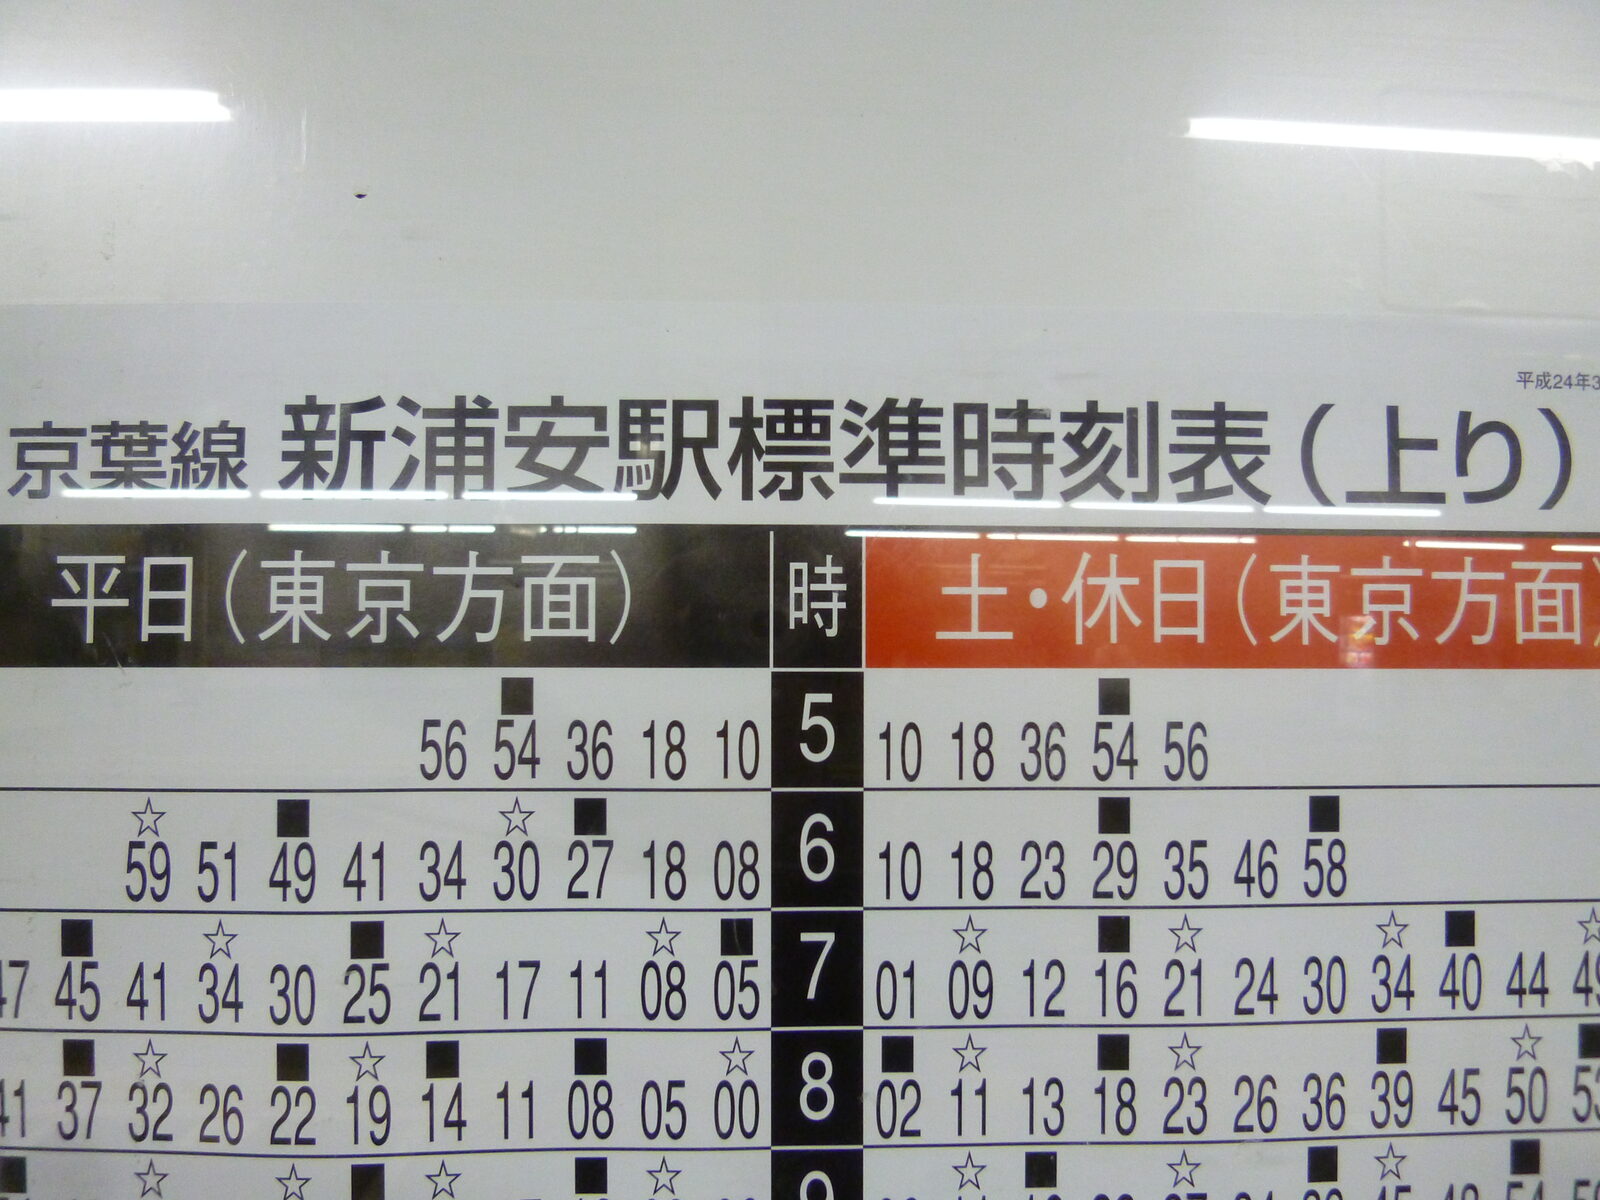 平成24年3
京葉線 新浦安駅標準時刻表(上り)
平日(東京方面) 時 土・休日(東京方面)
■ ■
56 54 36 18 10 5 10 18 36 54 56
☆ ■ ☆ ■ ■ ■
59 51 49 41 34 30 27 18 08 6 10 18 23 29 35 46 58
■ ☆ ■ ☆ ☆ ■ ☆ ■ ☆ ☆ ■ ☆
47 45 41 34 30 25 21 17 11 08 05 7 01 09 12 16 21 24 30 34 40 44 49
■ ☆ ■ ☆ ■ ■ ☆ ■ ☆ ■ ☆ ■ ☆ ■
41 37 32 26 22 19 14 11 08 05 00 8 02 11 13 18 23 26 36 39 45 50 53
■ ☆ ☆ ■ ☆ ■ ☆ ☆ ■ ☆ ■ ☆ ■
9